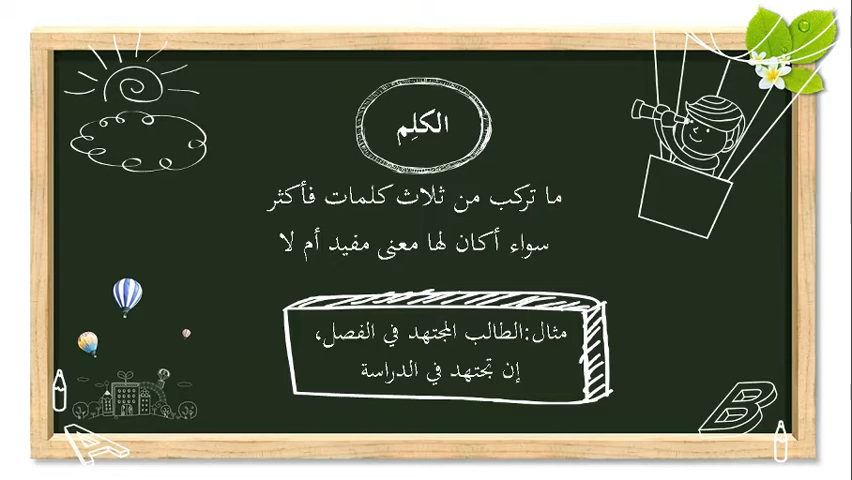 الكلِم
ما تركب من ثلاث كلمات فأكثر
سواء أكان لها معنى مفيد أم لا
مثال:الطالب المجتهد في الفصل،
إن تجتهد في الدراسة
B
A